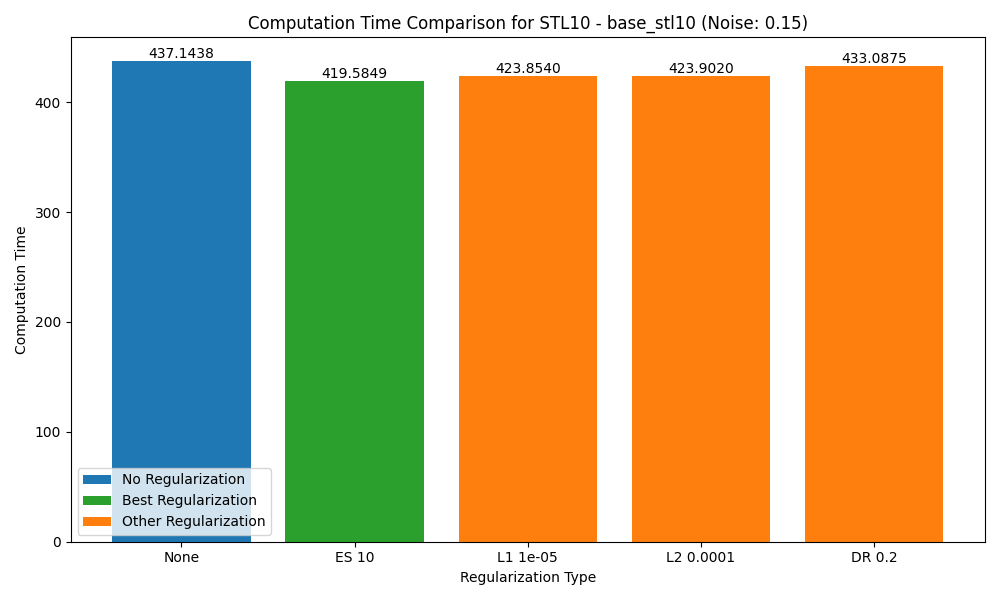 Computation Time Comparison for STL10 - base_stl10 (Noise: 0.15)
437.1438
419.5849
423.8540
423.9020
433.0875
Computation Time
400
300
200
100
0
No Regularization
Best Regularization
Other Regularization
None
ES 10
L1 1e-05
L2 0.0001
DR 0.2
Regularization Type